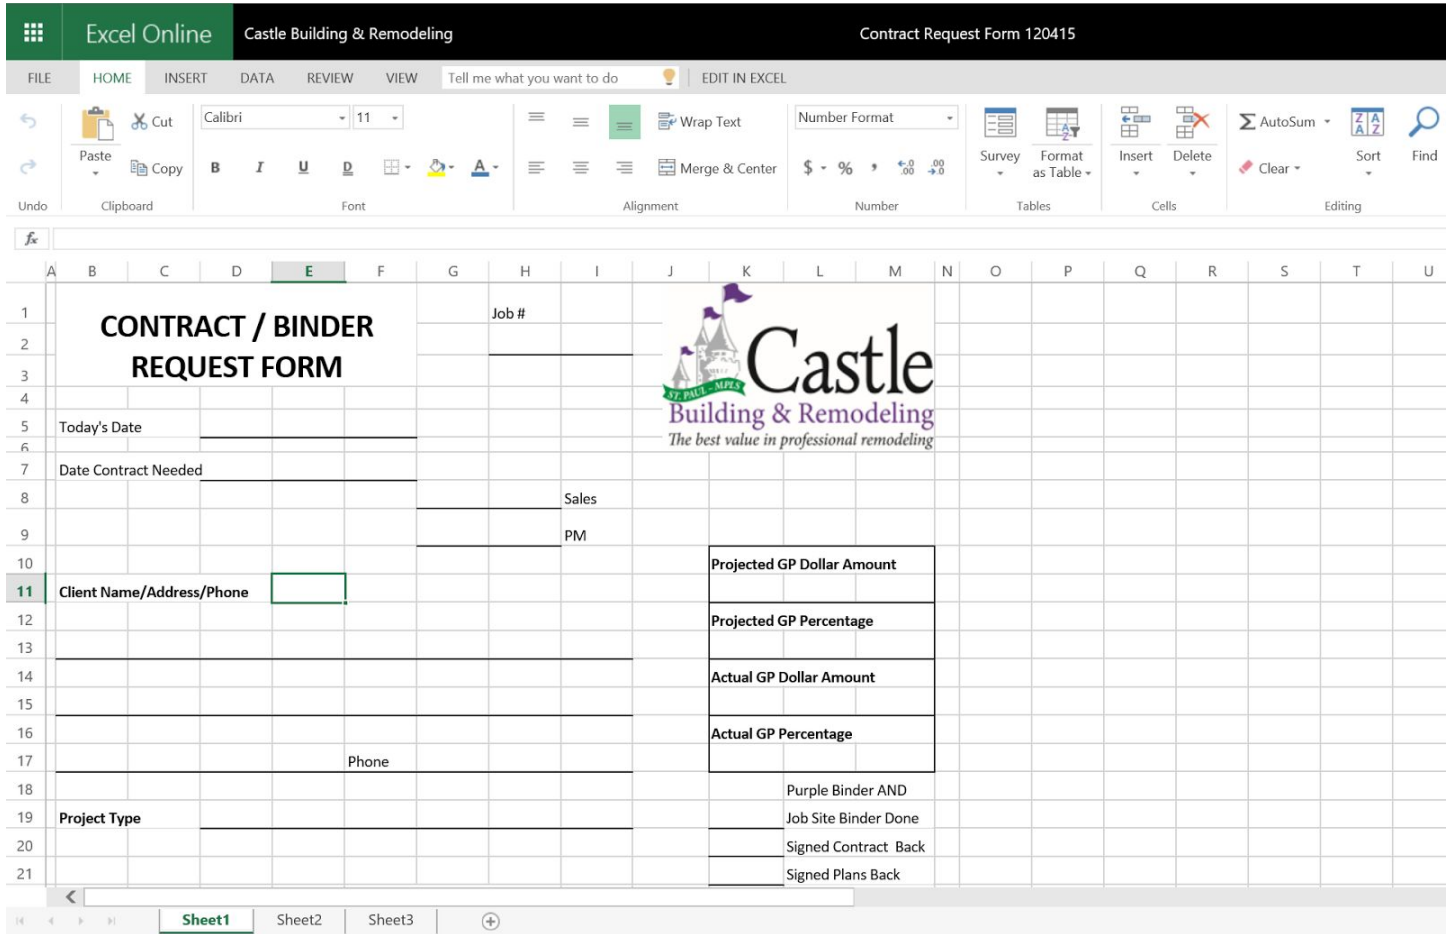 Excel Online Castle Building & Remodeling Contract Request Form 120415
FILE HOME INSERT DATA REVIEW VIEW Tell me what you want to do EDIT IN EXCEL
Calibri 11 Number Format
Cut Wrap Text AutoSum
Paste Survey Format as Table Insert Delete Sort Find
Copy B I U D A Merge & Center $ % , .00 .0 .00 .0 Clear
Undo Clipboard Font Alignment Number Tables Cells Editing
fx
A B C D E F G H I J K L M N O P Q R S T U
1 Job #
CONTRACT / BINDER
2
REQUEST FORM
3
4
ST. PAUL - MPLS
Castle
Building & Remodeling
The best value in professional remodeling
5 Today's Date
6
7 Date Contract Needed
8 Sales
9 PM
10 Projected GP Dollar Amount
11 Client Name/Address/Phone
12 Projected GP Percentage
13
14 Actual GP Dollar Amount
15
16 Actual GP Percentage
17 Phone
18 Purple Binder AND
19 Project Type Job Site Binder Done
20 Signed Contract Back
21 Signed Plans Back
Sheet1 Sheet2 Sheet3